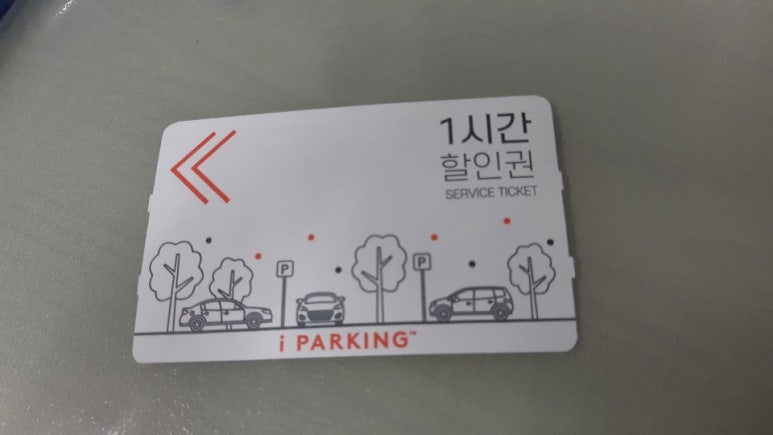 1시간
할인권
SERVICE TICKET
P
P
i PARKING™